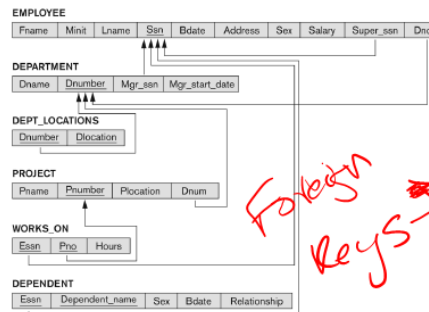 EMPLOYEE
Fname Minit Lname Ssn Bdate Address Sex Salary Super_ssn Dno
DEPARTMENT
Dname Dnumber Mgr_ssn Mgr_start_date
DEPT_LOCATIONS
Dnumber Dlocation
PROJECT
Pname Pnumber Plocation Dnum
Foreign
Keys-
WORKS_ON
Essn Pno Hours
DEPENDENT
Essn Dependent_name Sex Bdate Relationship